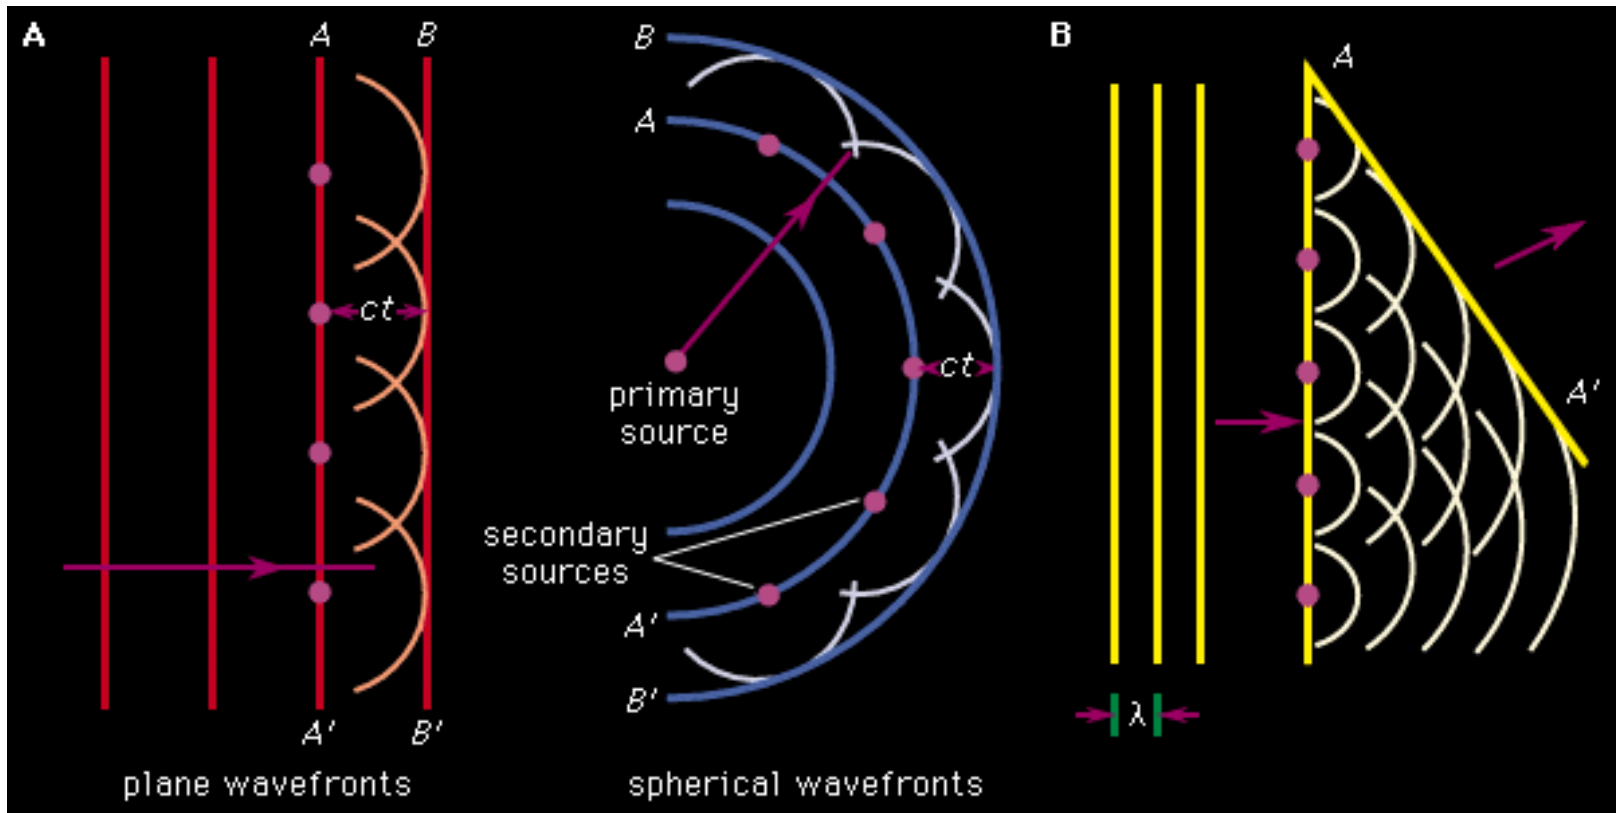 A
A
B
ct
A'
B'
plane wavefronts
B
A
primary
source
ct
secondary
sources
A'
B'
spherical wavefronts
B
A
A'
λ